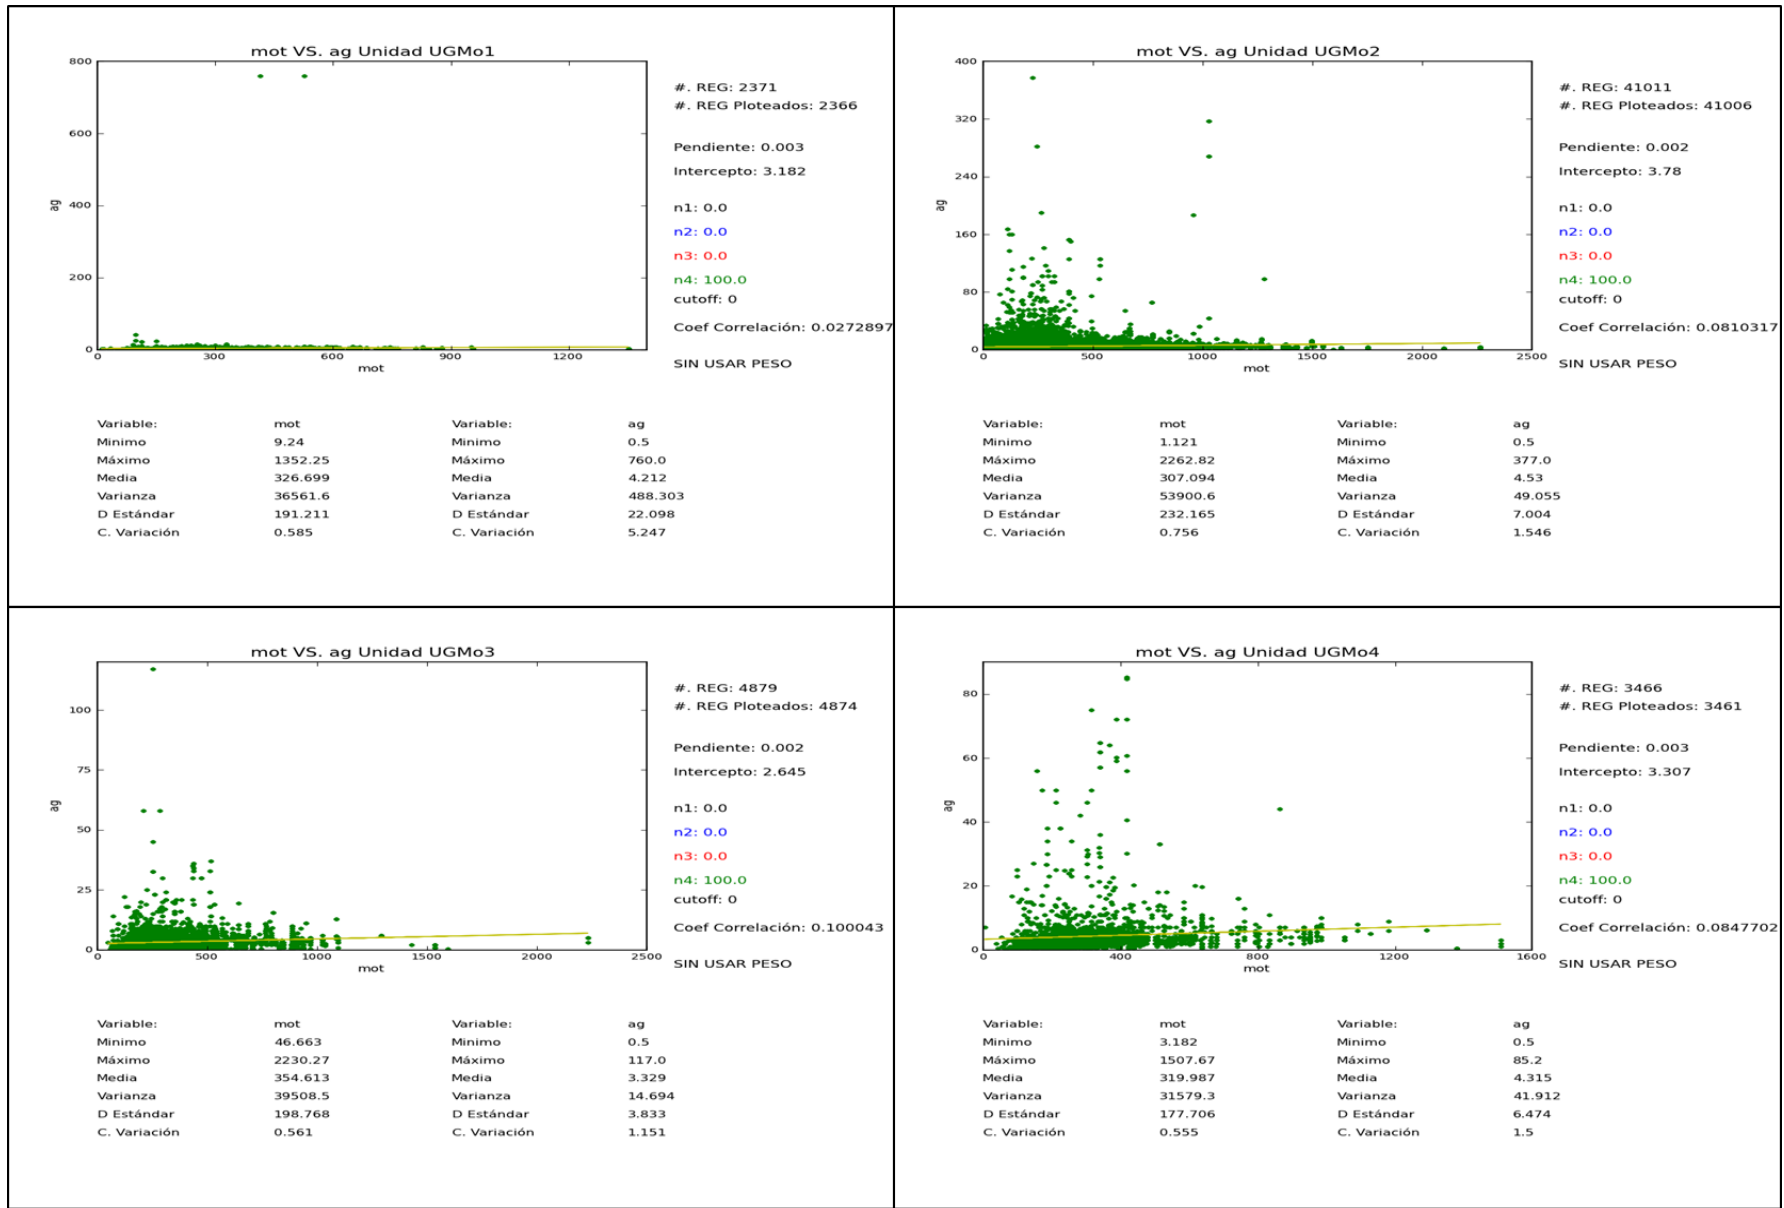 mot VS. ag Unidad UGMo1
800
600
400
200
0
ag
0 300 600 900 1200
mot
#. REG: 2371
#. REG Ploteados: 2366
Pendiente: 0.003
Intercepto: 3.182
n1: 0.0
n2: 0.0
n3: 0.0
n4: 100.0
cutoff: 0
Coef Correlación: 0.0272897
SIN USAR PESO
Variable: mot Variable: ag
Minimo 9.24 Minimo 0.5
Máximo 1352.25 Máximo 760.0
Media 326.699 Media 4.212
Varianza 36561.6 Varianza 488.303
D Estándar 191.211 D Estándar 22.098
C. Variación 0.585 C. Variación 5.247
mot VS. ag Unidad UGMo2
400
320
240
160
80
0
ag
0 500 1000 1500 2000 2500
mot
#. REG: 41011
#. REG Ploteados: 41006
Pendiente: 0.002
Intercepto: 3.78
n1: 0.0
n2: 0.0
n3: 0.0
n4: 100.0
cutoff: 0
Coef Correlación: 0.0810317
SIN USAR PESO
Variable: mot Variable: ag
Minimo 1.121 Minimo 0.5
Máximo 2262.82 Máximo 377.0
Media 307.094 Media 4.53
Varianza 53900.6 Varianza 49.055
D Estándar 232.165 D Estándar 7.004
C. Variación 0.756 C. Variación 1.546
mot VS. ag Unidad UGMo3
100
75
50
25
0
ag
0 500 1000 1500 2000 2500
mot
#. REG: 4879
#. REG Ploteados: 4874
Pendiente: 0.002
Intercepto: 2.645
n1: 0.0
n2: 0.0
n3: 0.0
n4: 100.0
cutoff: 0
Coef Correlación: 0.100043
SIN USAR PESO
Variable: mot Variable: ag
Minimo 46.663 Minimo 0.5
Máximo 2230.27 Máximo 117.0
Media 354.613 Media 3.329
Varianza 39508.5 Varianza 14.694
D Estándar 198.768 D Estándar 3.833
C. Variación 0.561 C. Variación 1.151
mot VS. ag Unidad UGMo4
80
60
40
20
0
ag
0 400 800 1200 1600
mot
#. REG: 3466
#. REG Ploteados: 3461
Pendiente: 0.003
Intercepto: 3.307
n1: 0.0
n2: 0.0
n3: 0.0
n4: 100.0
cutoff: 0
Coef Correlación: 0.0847702
SIN USAR PESO
Variable: mot Variable: ag
Minimo 3.182 Minimo 0.5
Máximo 1507.67 Máximo 85.2
Media 319.987 Media 4.315
Varianza 31579.3 Varianza 41.912
D Estándar 177.706 D Estándar 6.474
C. Variación 0.555 C. Variación 1.5